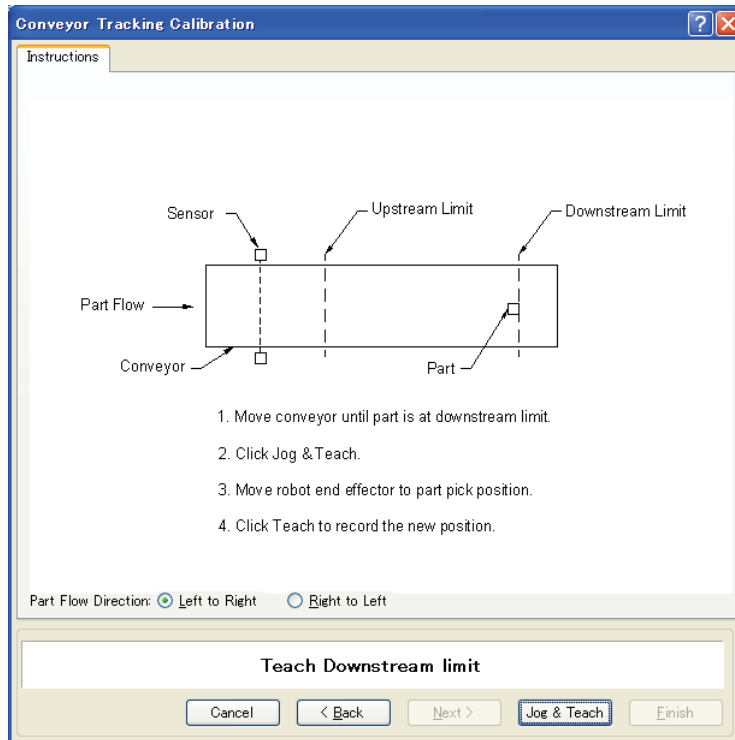 Conveyor Tracking Calibration
Instructions
Sensor
Upstream Limit
Downstream Limit
Part Flow
Conveyor
Part
1. Move conveyor until part is at downstream limit.
2. Click Jog & Teach.
3. Move robot end effector to part pick position.
4. Click Teach to record the new position.
Part Flow Direction: Left to Right Right to Left
Teach Downstream limit
Cancel < Back Next > Jog & Teach Finish